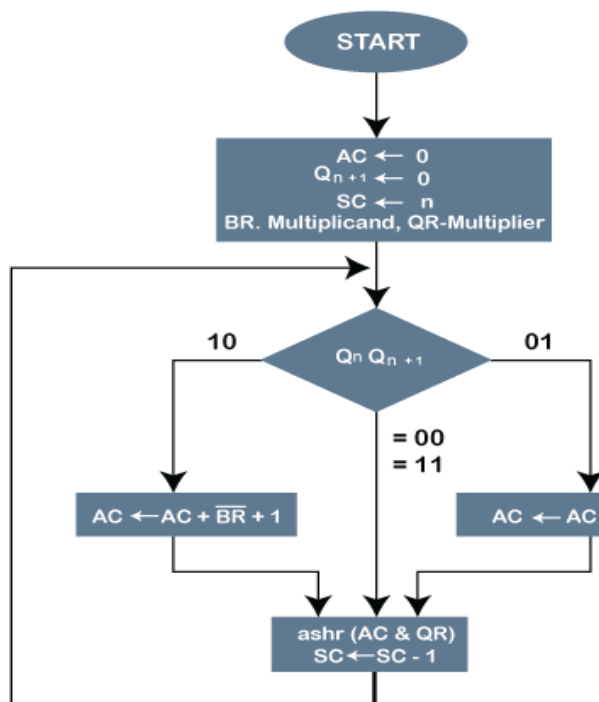 START
AC ← 0
Qn+1 ← 0
SC ← n
BR. Multiplicand, QR-Multiplier
10
Qn Qn+1
01
= 00
= 11
AC ← AC + B̅R̅ + 1
AC ← AC
ashr (AC & QR)
SC ← SC - 1